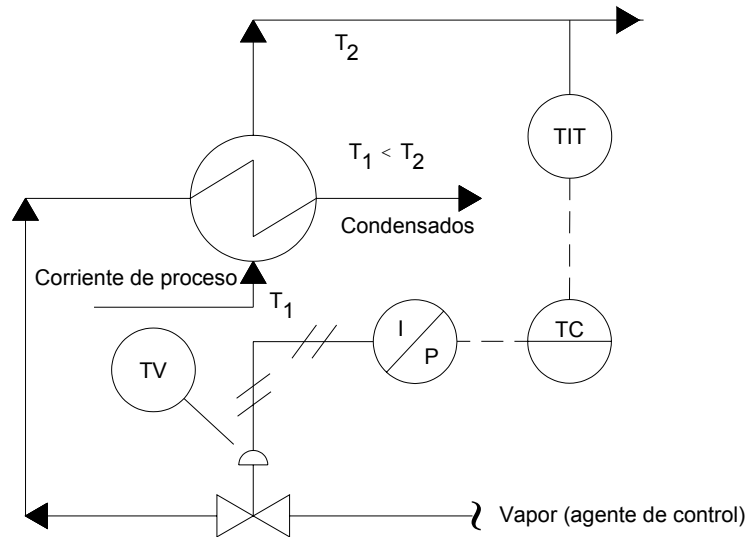 T2
TIT
T1 < T2
Condensados
Corriente de proceso
T1
I
P
TC
TV
Vapor (agente de control)